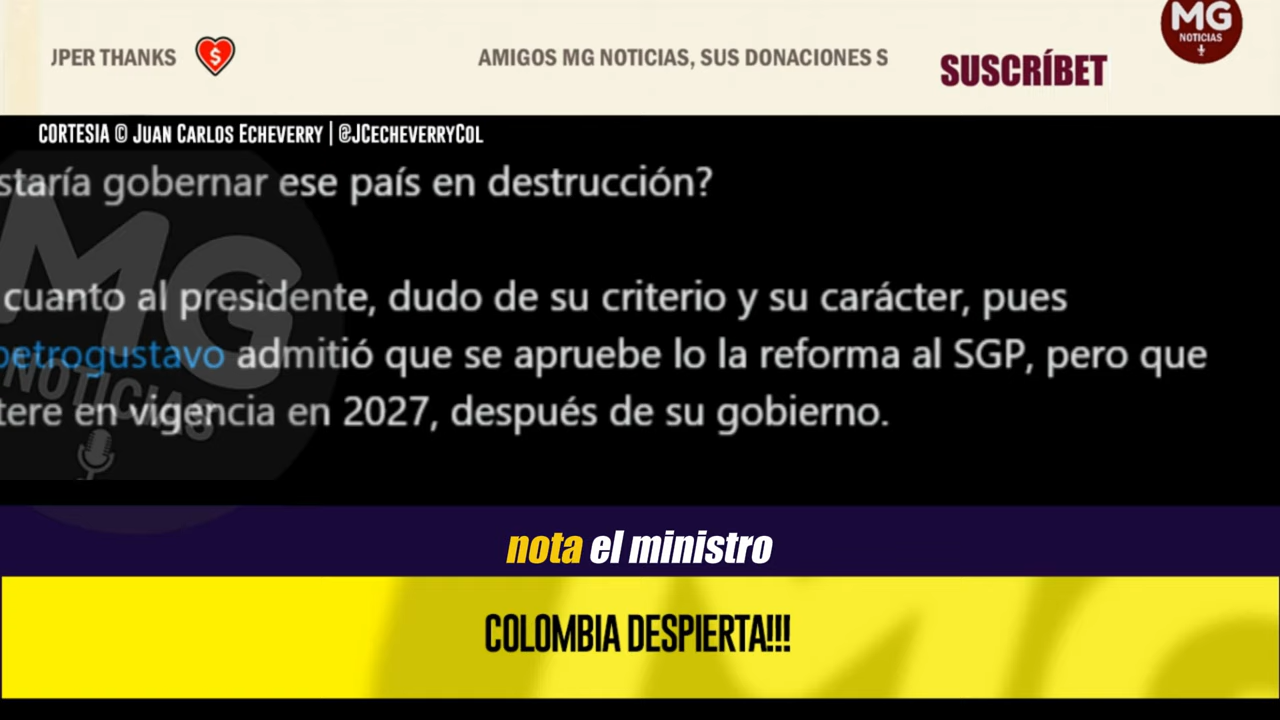 JPER THANKS
AMIGOS MG NOTICIAS, SUS DONACIONES S
SUSCRÍBET
MG
NOTICIAS
CORTESIA © JUAN CARLOS ECHEVERRY | @JCECHEVERRYCOL
staría gobernar ese país en destrucción?
cuanto al presidente, dudo de su criterio y su carácter, pues
petrogustavo admitió que se apruebe lo la reforma al SGP, pero que
tere en vigencia en 2027, después de su gobierno.
MG
NOTICIAS
nota el ministro
COLOMBIA DESPIERTA!!!